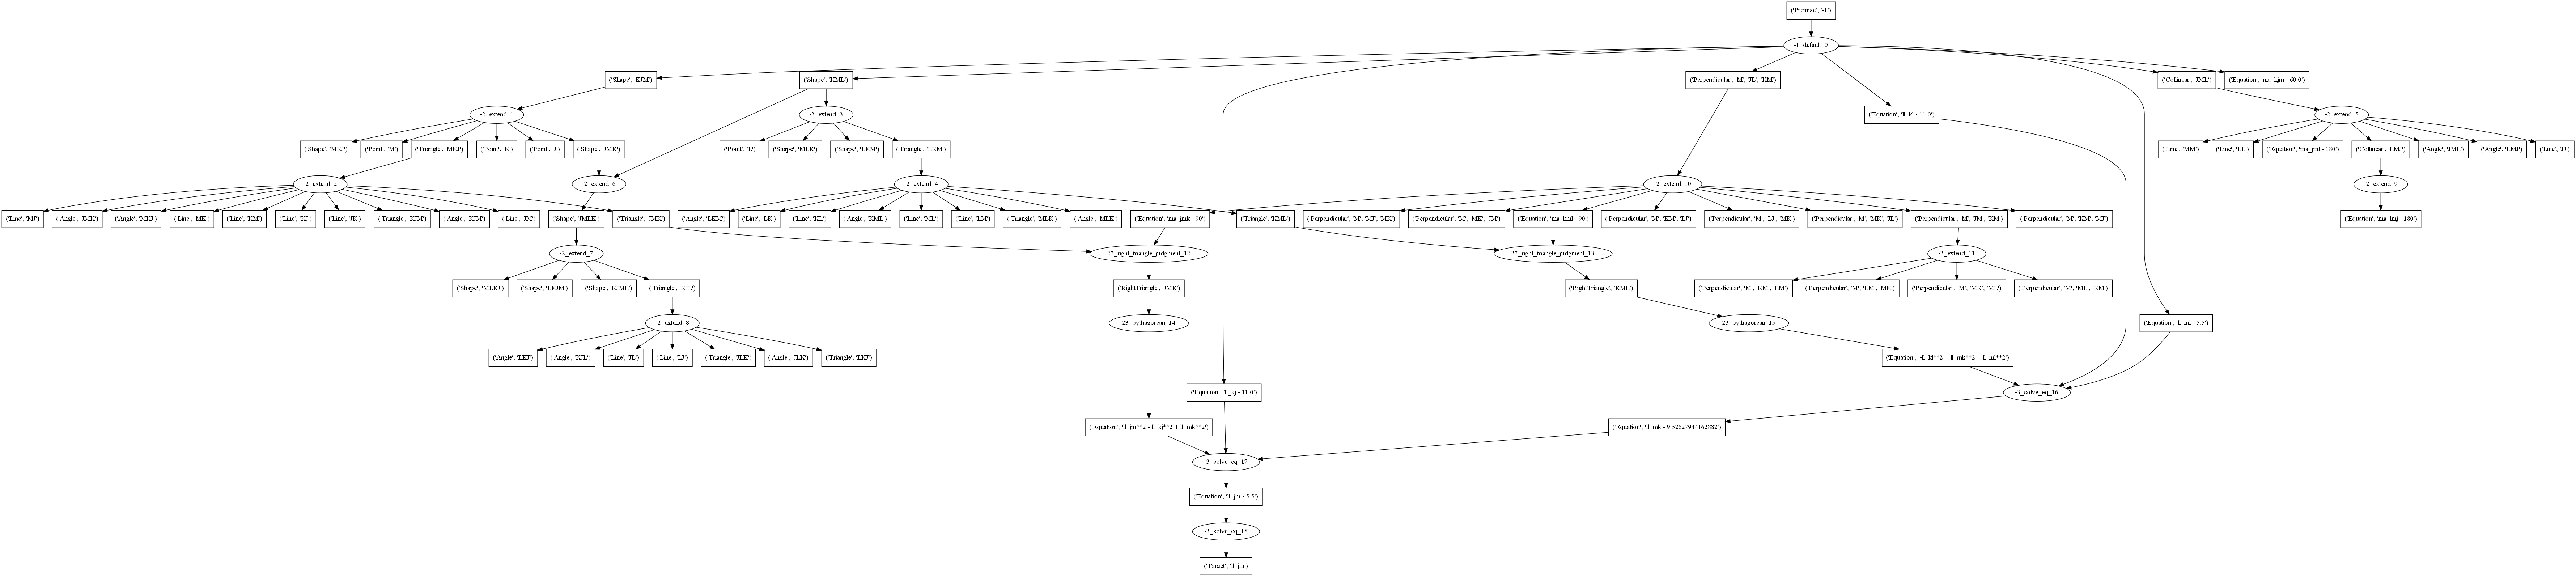 ('Premise', '-1')
-1_default_0
('Shape', 'KJM')
('Shape', 'KML')
('Perpendicular', 'M', 'JL', 'KM')
('Collinear', 'JML')
('Equation', 'ma_kjm - 60.0')
-2_extend_1
-2_extend_3
('Equation', 'll_kl - 11.0')
-2_extend_5
('Shape', 'MKJ')
('Point', 'M')
('Triangle', 'MKJ')
('Point', 'K')
('Point', 'J')
('Shape', 'JMK')
('Point', 'L')
('Shape', 'MLK')
('Shape', 'LKM')
('Triangle', 'LKM')
('Line', 'MM')
('Line', 'LL')
('Equation', 'ma_jml - 180')
('Collinear', 'LMJ')
('Angle', 'JML')
('Angle', 'LMJ')
('Line', 'JJ')
-2_extend_2
-2_extend_6
-2_extend_4
-2_extend_10
-2_extend_9
('Line', 'MJ')
('Angle', 'JMK')
('Angle', 'MKJ')
('Line', 'MK')
('Line', 'KM')
('Line', 'KJ')
('Line', 'JK')
('Triangle', 'KJM')
('Angle', 'KJM')
('Line', 'JM')
('Shape', 'JMLK')
('Triangle', 'JMK')
('Angle', 'LKM')
('Line', 'LK')
('Line', 'KL')
('Angle', 'KML')
('Line', 'ML')
('Line', 'LM')
('Triangle', 'MLK')
('Angle', 'MLK')
('Equation', 'ma_jmk - 90')
('Triangle', 'KML')
('Perpendicular', 'M', 'MJ', 'MK')
('Perpendicular', 'M', 'MK', 'JM')
('Equation', 'ma_kml - 90')
('Perpendicular', 'M', 'KM', 'LJ')
('Perpendicular', 'M', 'LJ', 'MK')
('Perpendicular', 'M', 'MK', 'JL')
('Perpendicular', 'M', 'JM', 'KM')
('Perpendicular', 'M', 'KM', 'MJ')
('Equation', 'ma_lmj - 180')
-2_extend_7
27_right_triangle_judgment_12
27_right_triangle_judgment_13
-2_extend_11
('Shape', 'MLKJ')
('Shape', 'LKJM')
('Shape', 'KJML')
('Triangle', 'KJL')
('RightTriangle', 'JMK')
('RightTriangle', 'KML')
('Perpendicular', 'M', 'KM', 'LM')
('Perpendicular', 'M', 'LM', 'MK')
('Perpendicular', 'M', 'MK', 'ML')
('Perpendicular', 'M', 'ML', 'KM')
-2_extend_8
23_pythagorean_14
23_pythagorean_15
('Equation', 'll_ml - 5.5')
('Angle', 'LKJ')
('Angle', 'KJL')
('Line', 'JL')
('Line', 'LJ')
('Triangle', 'JLK')
('Angle', 'JLK')
('Triangle', 'LKJ')
('Equation', '-ll_kl**2 + ll_mk**2 + ll_ml**2')
('Equation', 'll_kj - 11.0')
-3_solve_eq_16
('Equation', 'll_jm**2 - ll_kj**2 + ll_mk**2')
('Equation', 'll_mk - 9.52627944162882')
-3_solve_eq_17
('Equation', 'll_jm - 5.5')
-3_solve_eq_18
('Target', 'll_jm')